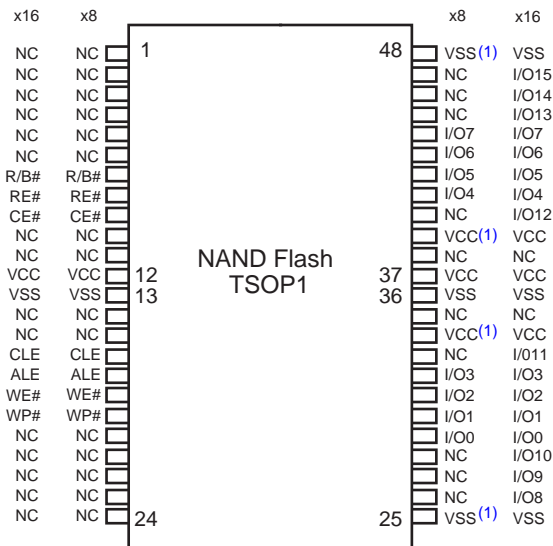 x16 x8 x8 x16
NC NC 1 48 VSS(1) VSS
NC NC NC I/O15
NC NC NC I/O14
NC NC NC I/O13
NC NC I/O7 I/O7
NC NC I/O6 I/O6
R/B# R/B# I/O5 I/O5
RE# RE# I/O4 I/O4
CE# CE# NC I/O12
NC NC VCC(1) VCC
NC NC NAND Flash NC NC
VCC VCC 12 TSOP1 37 VCC VCC
VSS VSS 13 36 VSS VSS
NC NC NC NC
NC NC VCC(1) VCC
CLE CLE NC I/011
ALE ALE I/O3 I/O3
WE# WE# I/O2 I/O2
WP# WP# I/O1 I/O1
NC NC I/O0 I/O0
NC NC NC I/O10
NC NC NC I/O9
NC NC NC I/O8
NC NC 24 25 VSS(1) VSS